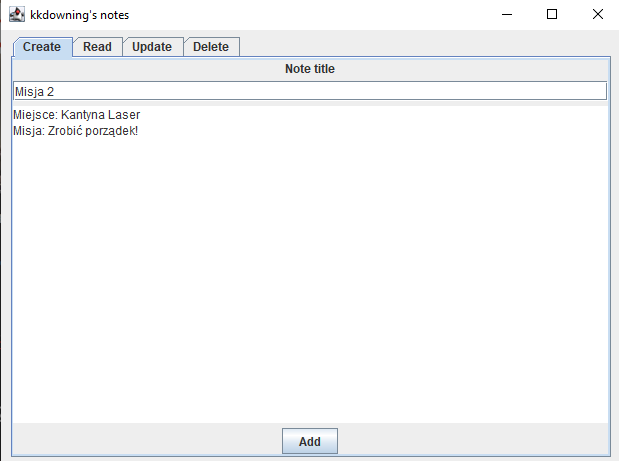 kkdowning's notes
Create Read Update Delete
Note title
Misja 2
Miejsce: Kantyna Laser
Misja: Zrobić porządek!
Add